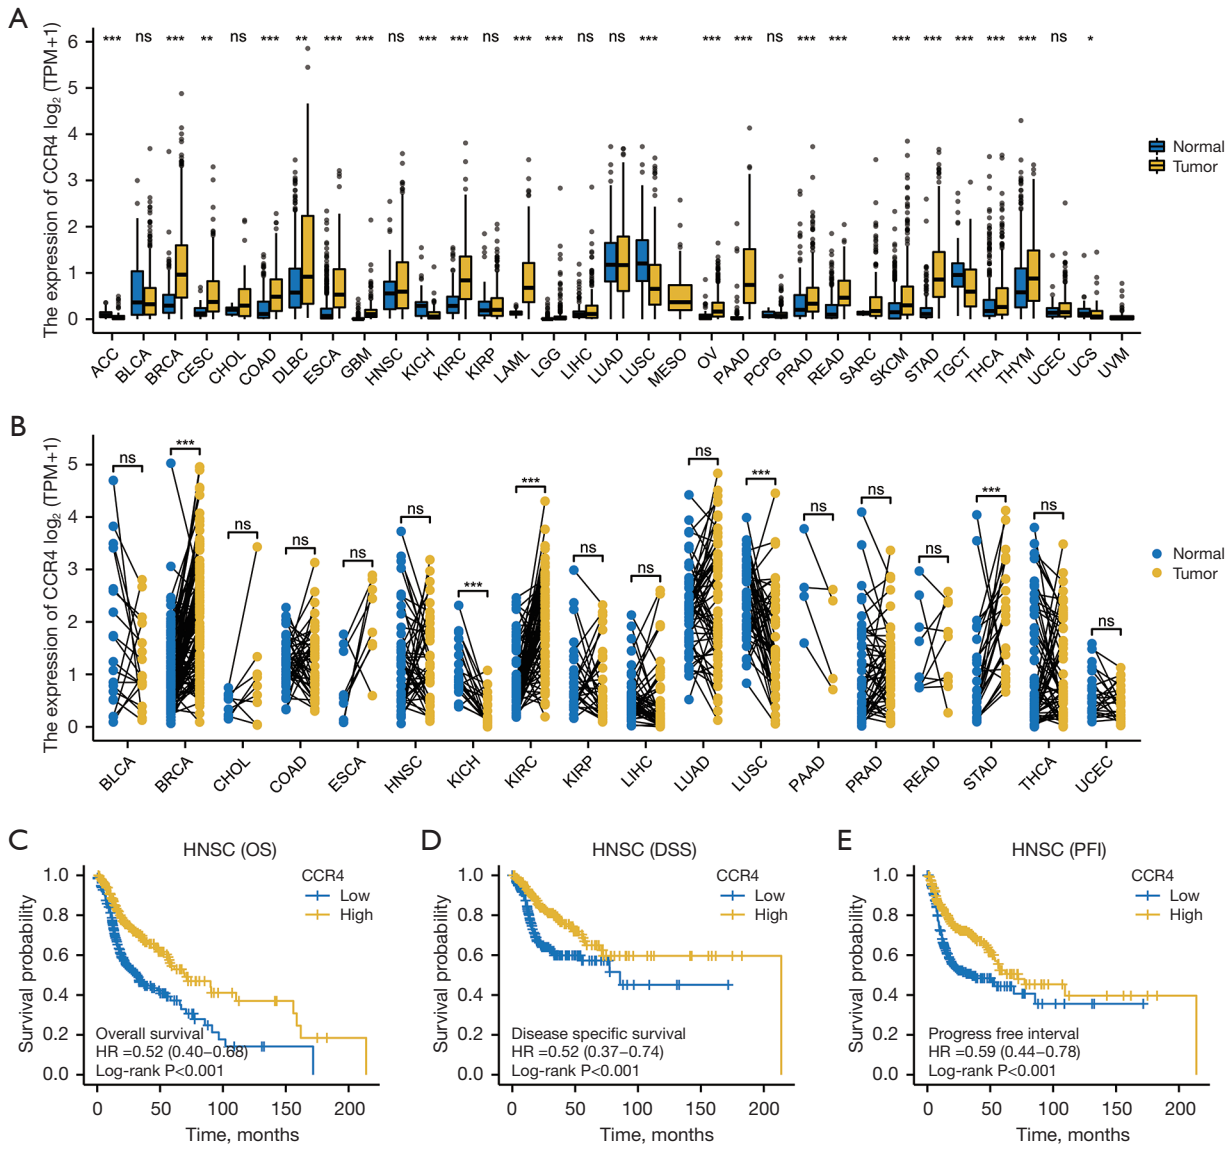 A
The expression of CCR4 log₂ (TPM+1)
6
5
4
3
2
1
0
*** ns *** ** ns *** ** *** *** ns *** *** ns *** *** ns ns *** *** *** ns *** *** *** *** *** *** *** ns *
Normal
Tumor
ACC BLCA BRCA CESC CHOL COAD DLBC ESCA GBM HNSC KICH KIRC KIRP LAML LGG LIHC LUAD LUSC MESO OV PAAD PCPG PRAD READ SARC SKCM STAD TGCT THCA THYM UCEC UCS UVM
B
The expression of CCR4 log₂ (TPM+1)
5
4
3
2
1
0
ns *** ns ns ns ns *** *** ns ns ns *** ns ns ns *** ns ns
Normal
Tumor
BLCA BRCA CHOL COAD ESCA HNSC KICH KIRC KIRP LIHC LUAD LUSC PAAD PRAD READ STAD THCA UCEC
C
HNSC (OS)
Survival probability
1.0
0.8
0.6
0.4
0.2
0.0
CCR4
Low
High
Overall survival
HR =0.52 (0.40–0.68)
Log-rank P<0.001
0 50 100 150 200
Time, months
D
HNSC (DSS)
Survival probability
1.0
0.8
0.6
0.4
0.2
0.0
CCR4
Low
High
Disease specific survival
HR =0.52 (0.37–0.74)
Log-rank P<0.001
0 50 100 150 200
Time, months
E
HNSC (PFI)
Survival probability
1.0
0.8
0.6
0.4
0.2
0.0
CCR4
Low
High
Progress free interval
HR =0.59 (0.44–0.78)
Log-rank P<0.001
0 50 100 150 200
Time, months